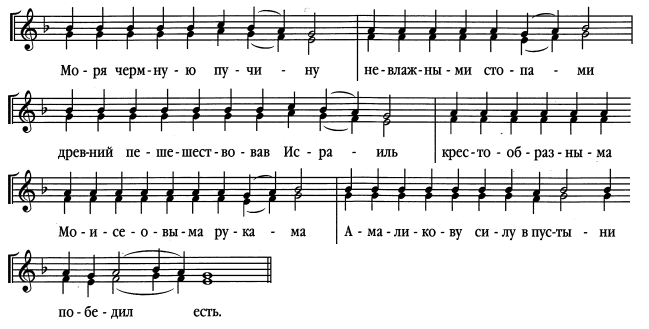 Мо - ря черм - ну - ю пу - чи - ну не - влаж - ны - ми сто - па - ми
древ - ний пе - ше - шест - во - вав Ис - ра - иль крес - то - об - раз - ны - ма
Мо - и - се - о - вы - ма ру - ка - ма А - ма - ли - ко - ву си - лу в пус - ты - ни
по - бе - дил есть.